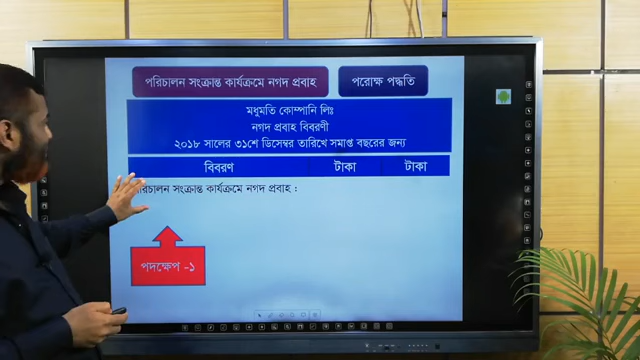 পরিচালন সংক্রান্ত কার্যক্রমে নগদ প্রবাহ
পরোক্ষ পদ্ধতি
মধুমতি কোম্পানি লিঃ
নগদ প্রবাহ বিবরণী
২০১৮ সালের ৩১শে ডিসেম্বর তারিখে সমাপ্ত বছরের জন্য
বিবরণ টাকা টাকা
পরিচালন সংক্রান্ত কার্যক্রমে নগদ প্রবাহ :
পদক্ষেপ -১